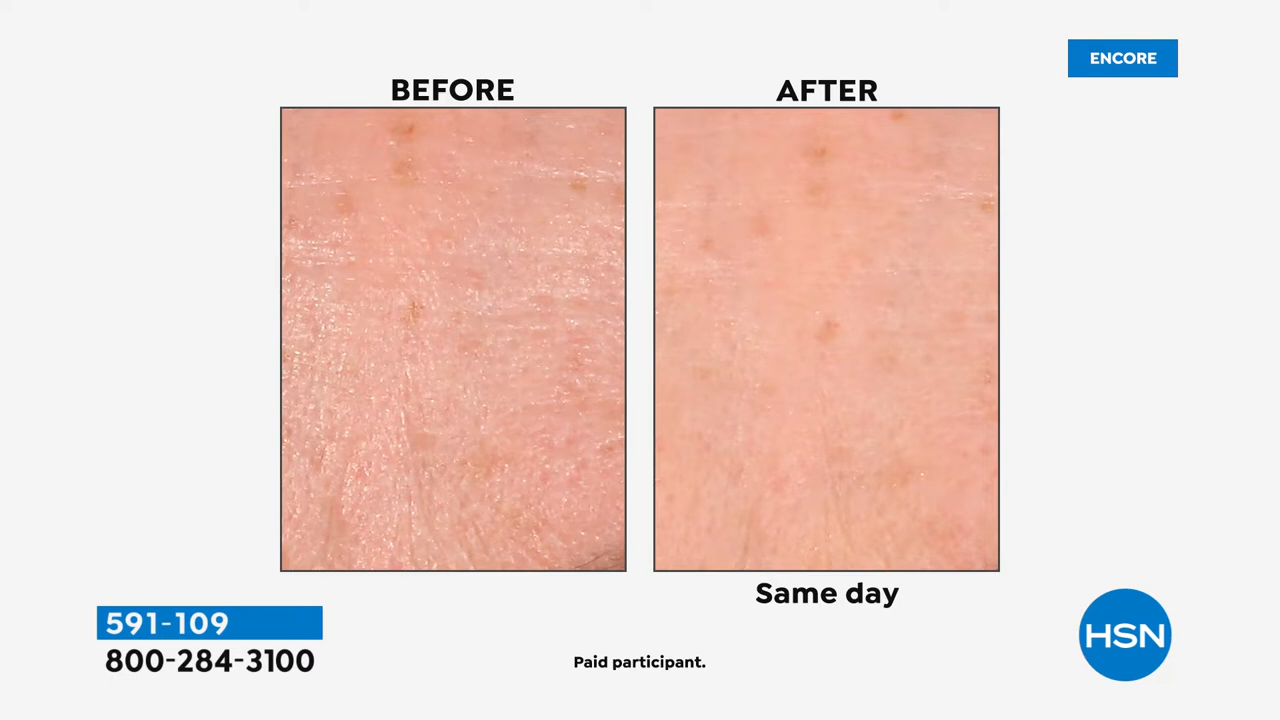 ENCORE
BEFORE
AFTER
Same day
591-109
800-284-3100
Paid participant.
HSN